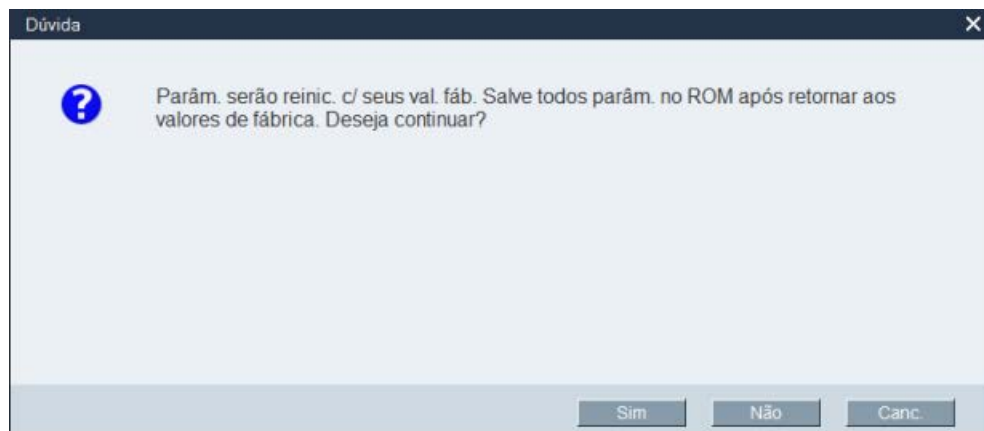 Dúvida
Parâm. serão reinic. c/ seus val. fáb. Salve todos parâm. no ROM após retornar aos
valores de fábrica. Deseja continuar?
Sim
Não
Canc.